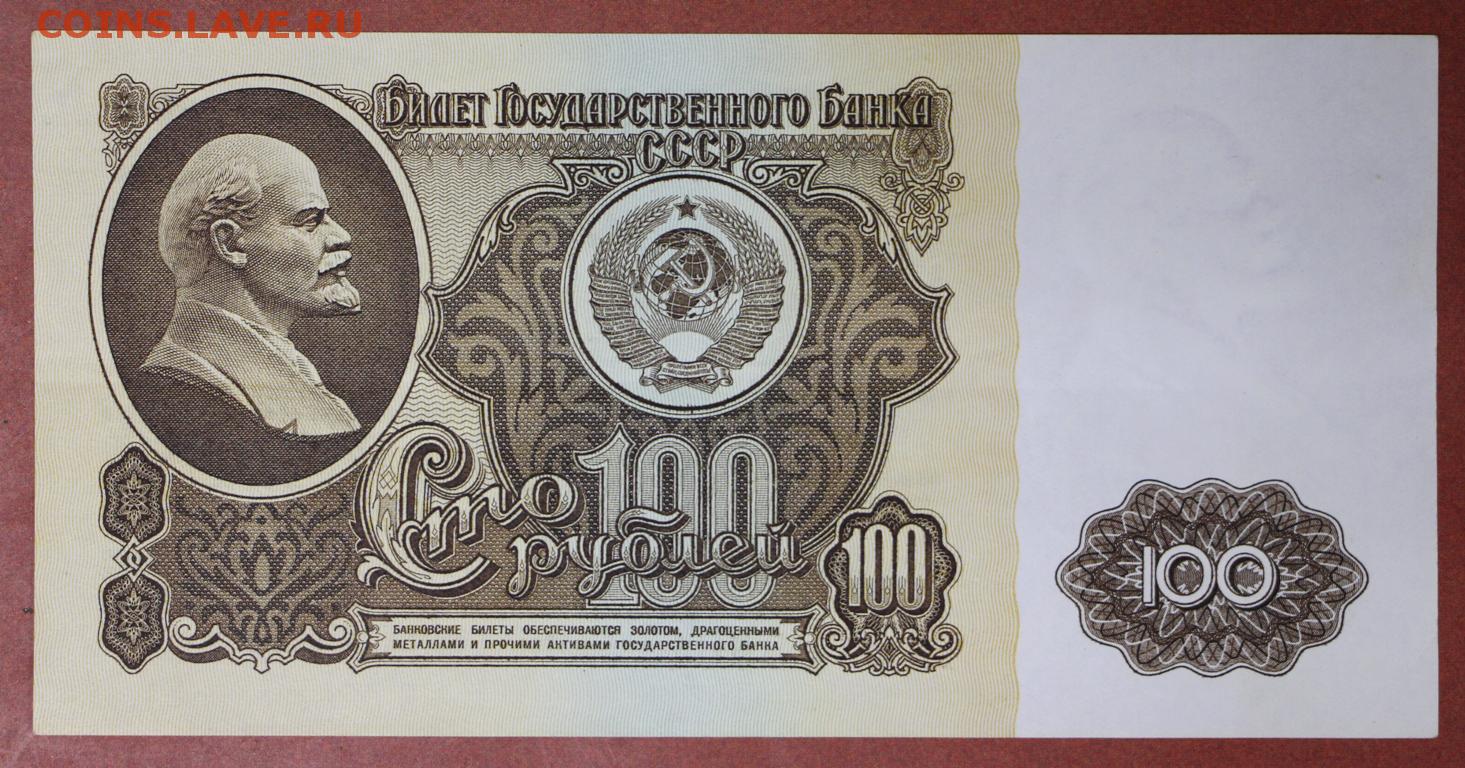 COINS.LAVE.RU
Билет Государственного Банка
СССР
100
Сто
рублей
100
100
БАНКОВСКИЕ БИЛЕТЫ ОБЕСПЕЧИВАЮТСЯ ЗОЛОТОМ, ДРАГОЦЕННЫМИ
МЕТАЛЛАМИ И ПРОЧИМИ АКТИВАМИ ГОСУДАРСТВЕННОГО БАНКА